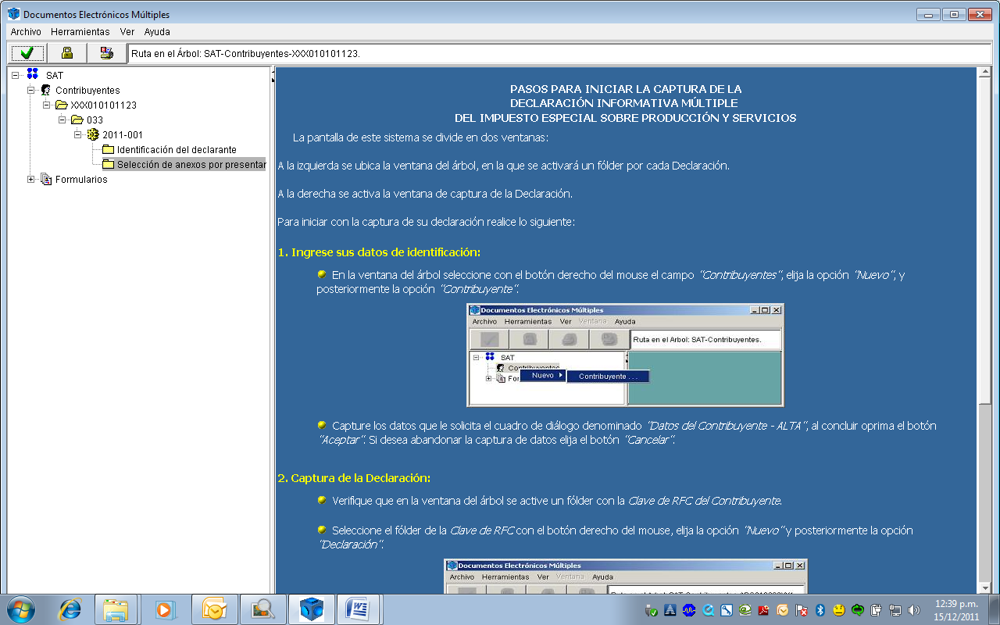 Documentos Electrónicos Múltiples
Archivo Herramientas Ver Ayuda
Ruta en el Árbol: SAT-Contribuyentes-XXX010101123.
SAT
Contribuyentes
XXX010101123
033
2011-001
Identificación del declarante
Selección de anexos por presentar
Formularios
PASOS PARA INICIAR LA CAPTURA DE LA
DECLARACIÓN INFORMATIVA MÚLTIPLE
DEL IMPUESTO ESPECIAL SOBRE PRODUCCIÓN Y SERVICIOS
La pantalla de este sistema se divide en dos ventanas:
A la izquierda se ubica la ventana del árbol, en la que se activará un fólder por cada Declaración.
A la derecha se activa la ventana de captura de la Declaración.
Para iniciar con la captura de su declaración realice lo siguiente:
1. Ingrese sus datos de identificación:
En la ventana del árbol seleccione con el botón derecho del mouse el campo "Contribuyentes", elija la opción "Nuevo", y
posteriormente la opción "Contribuyente".
Documentos Electrónicos Múltiples
Archivo Herramientas Ver Ventana Ayuda
Ruta en el Arbol: SAT-Contribuyentes.
SAT
Contribuyentes
For
Nuevo
Contribuyente . . .
Capture los datos que le solicita el cuadro de diálogo denominado "Datos del Contribuyente - ALTA", al concluir oprima el botón
"Aceptar". Si desea abandonar la captura de datos elija el botón "Cancelar".
2. Captura de la Declaración:
Verifique que en la ventana del árbol se active un fólder con la Clave de RFC del Contribuyente.
Seleccione el fólder de la Clave de RFC con el botón derecho del mouse, elija la opción "Nuevo" y posteriormente la opción
"Declaración".
Documentos Electrónicos Múltiples
Archivo Herramientas Ver Ventana Ayuda
12:39 p.m.
15/12/2011